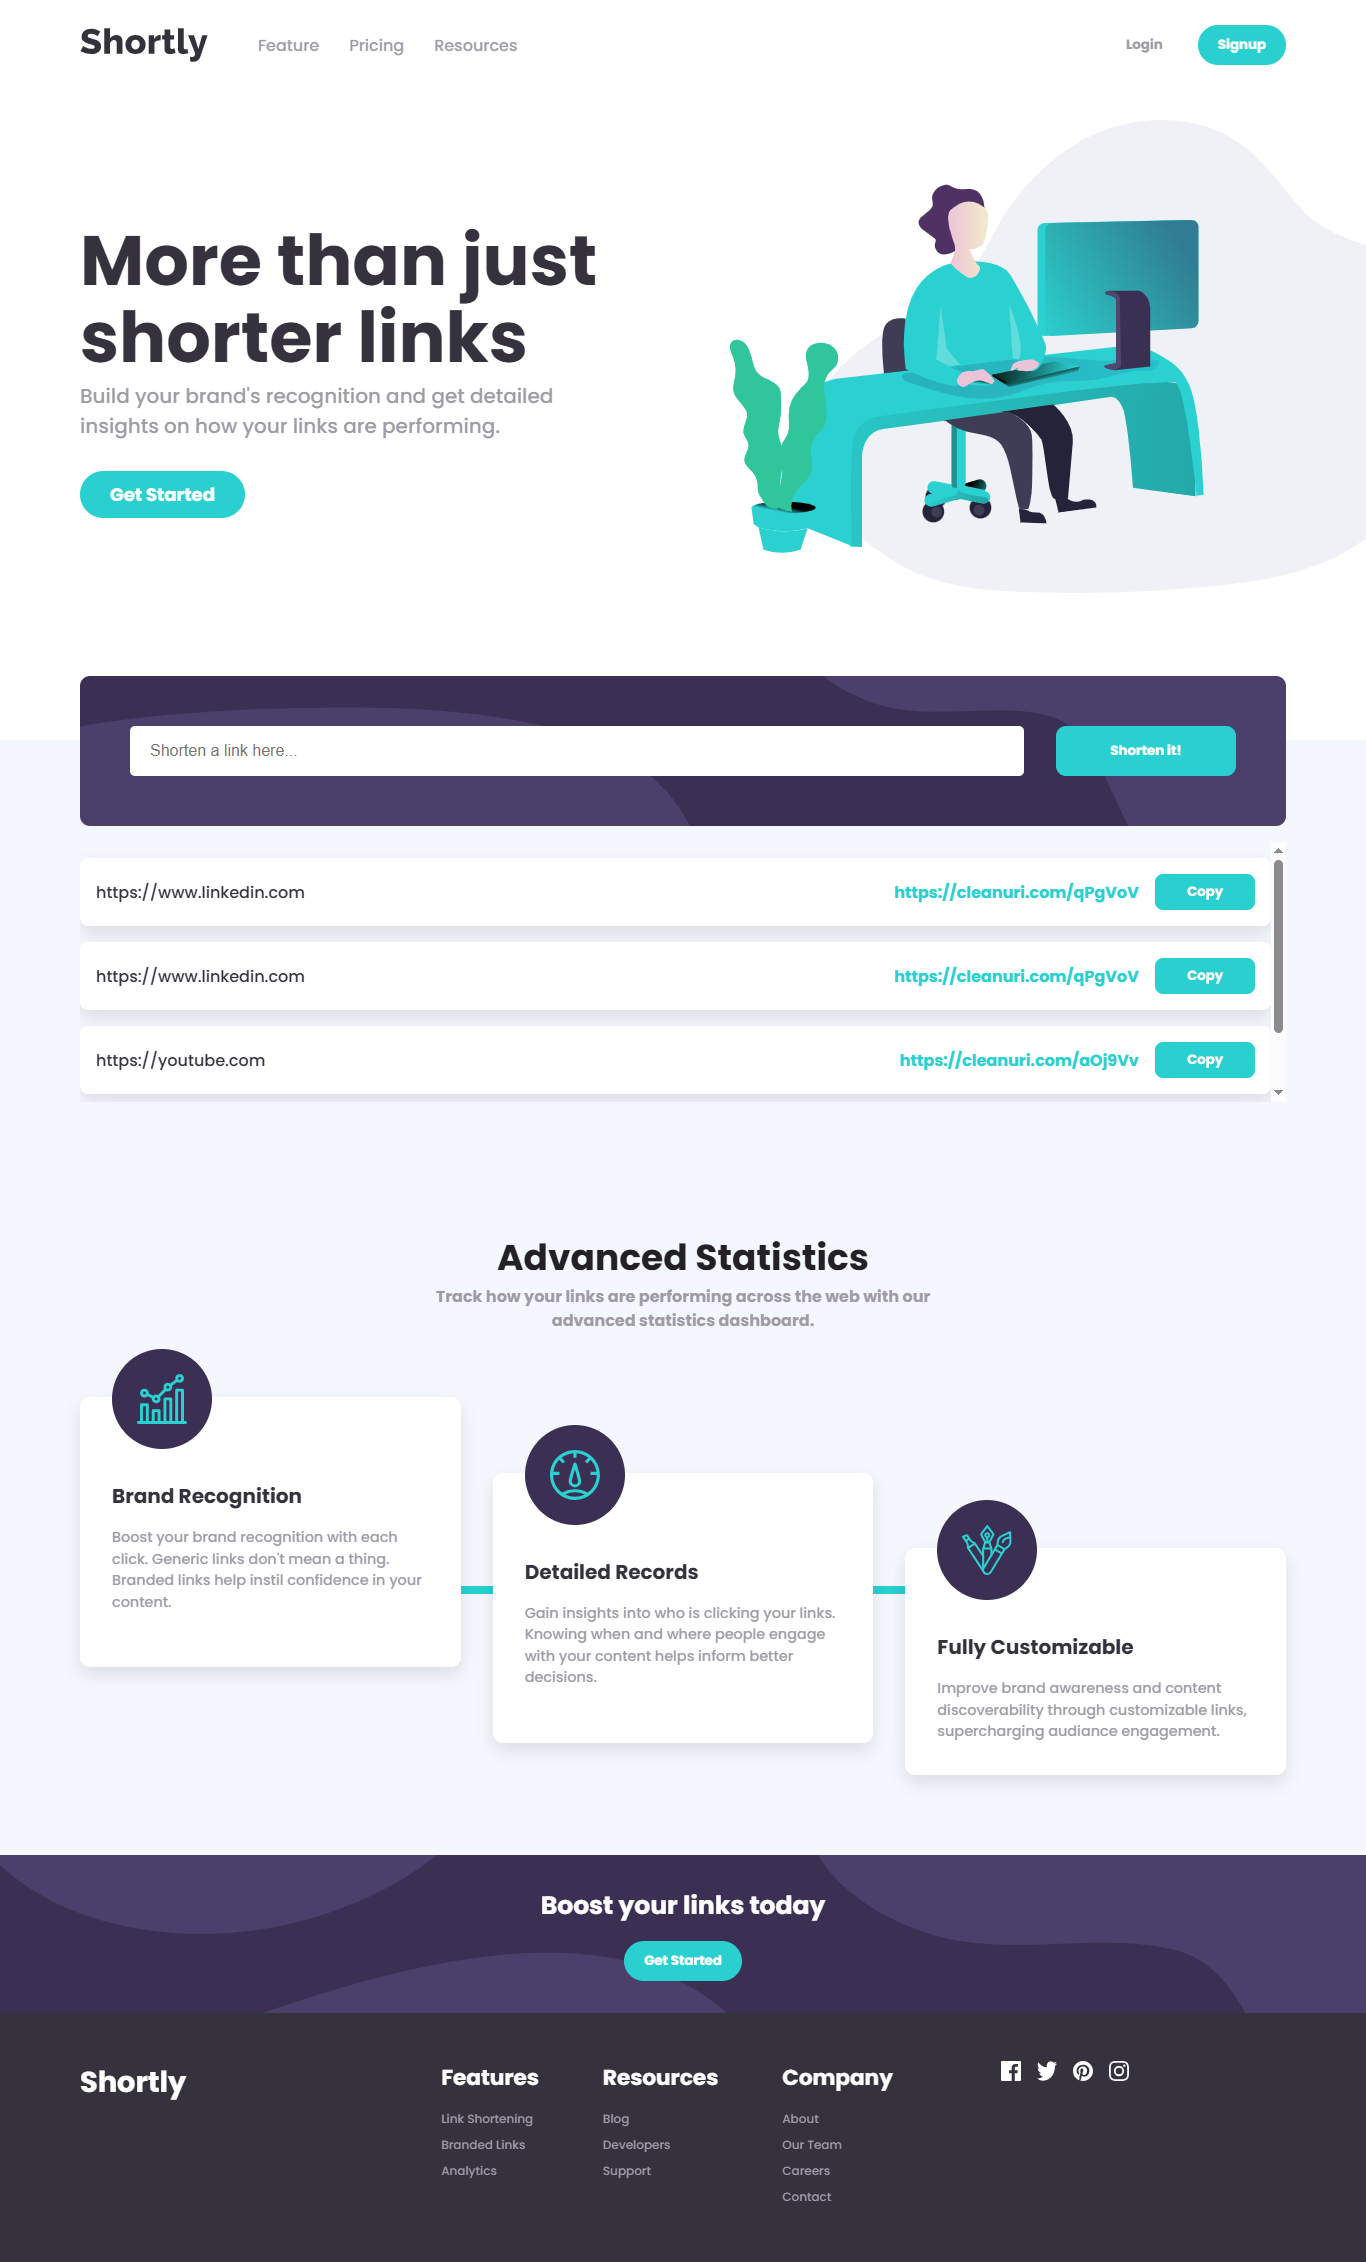 Shortly
Feature
Pricing
Resources
Login
Signup
More than just
shorter links
Build your brand's recognition and get detailed
insights on how your links are performing.
Get Started
Shorten a link here...
Shorten it!
https://www.linkedin.com
https://cleanuri.com/qPgVoV
Copy
https://www.linkedin.com
https://cleanuri.com/qPgVoV
Copy
https://youtube.com
https://cleanuri.com/aOj9Vv
Copy
Advanced Statistics
Track how your links are performing across the web with our
advanced statistics dashboard.
Brand Recognition
Boost your brand recognition with each
click. Generic links don't mean a thing.
Branded links help instil confidence in your
content.
Detailed Records
Gain insights into who is clicking your links.
Knowing when and where people engage
with your content helps inform better
decisions.
Fully Customizable
Improve brand awareness and content
discoverability through customizable links,
supercharging audiance engagement.
Boost your links today
Get Started
Shortly
Features
Link Shortening
Branded Links
Analytics
Resources
Blog
Developers
Support
Company
About
Our Team
Careers
Contact